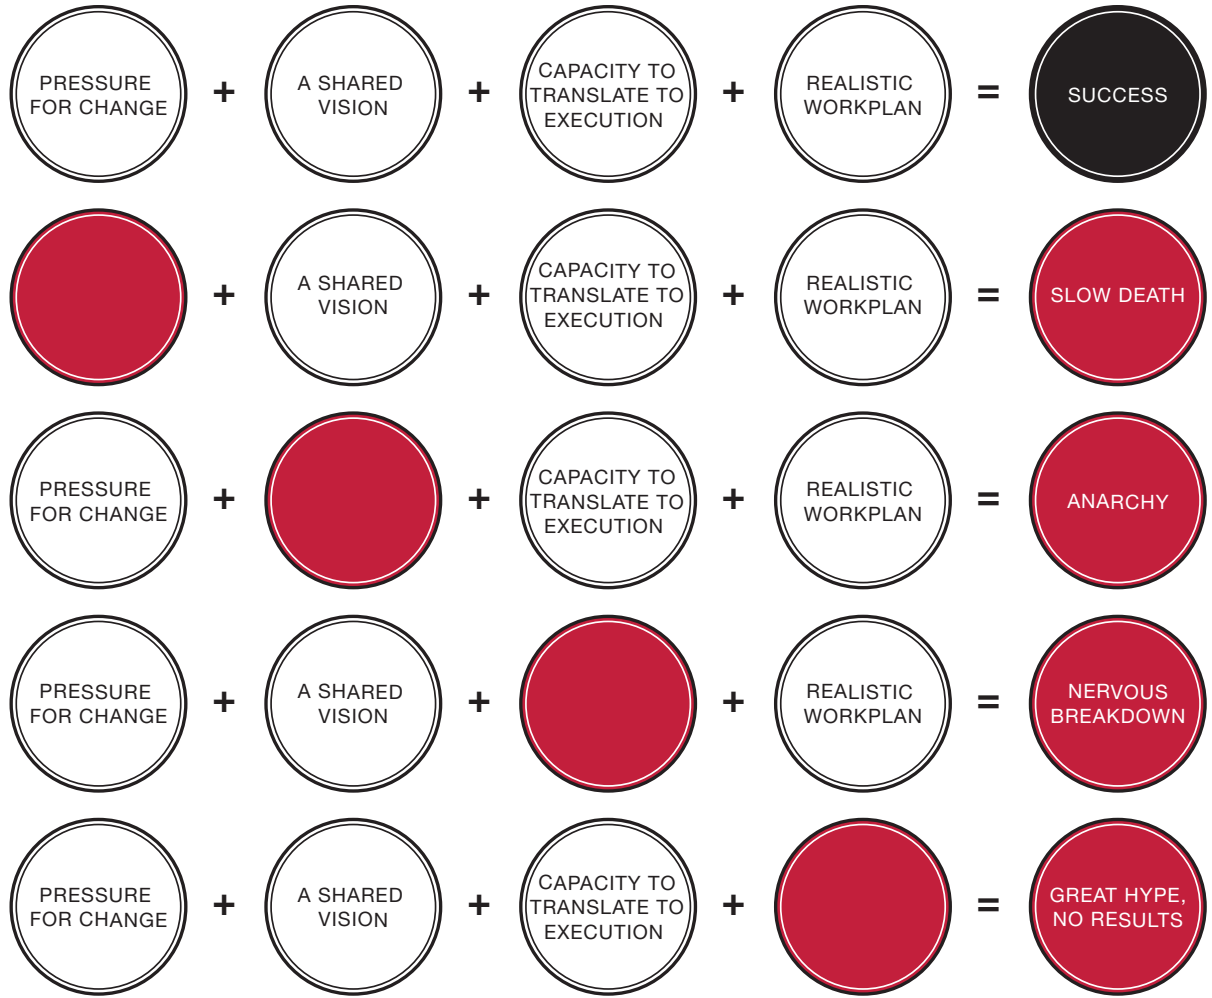 PRESSURE
FOR CHANGE
+
A SHARED
VISION
+
CAPACITY TO
TRANSLATE TO
EXECUTION
+
REALISTIC
WORKPLAN
=
SUCCESS
+
A SHARED
VISION
+
CAPACITY TO
TRANSLATE TO
EXECUTION
+
REALISTIC
WORKPLAN
=
SLOW DEATH
PRESSURE
FOR CHANGE
+
+
CAPACITY TO
TRANSLATE TO
EXECUTION
+
REALISTIC
WORKPLAN
=
ANARCHY
PRESSURE
FOR CHANGE
+
A SHARED
VISION
+
+
REALISTIC
WORKPLAN
=
NERVOUS
BREAKDOWN
PRESSURE
FOR CHANGE
+
A SHARED
VISION
+
CAPACITY TO
TRANSLATE TO
EXECUTION
+
=
GREAT HYPE,
NO RESULTS